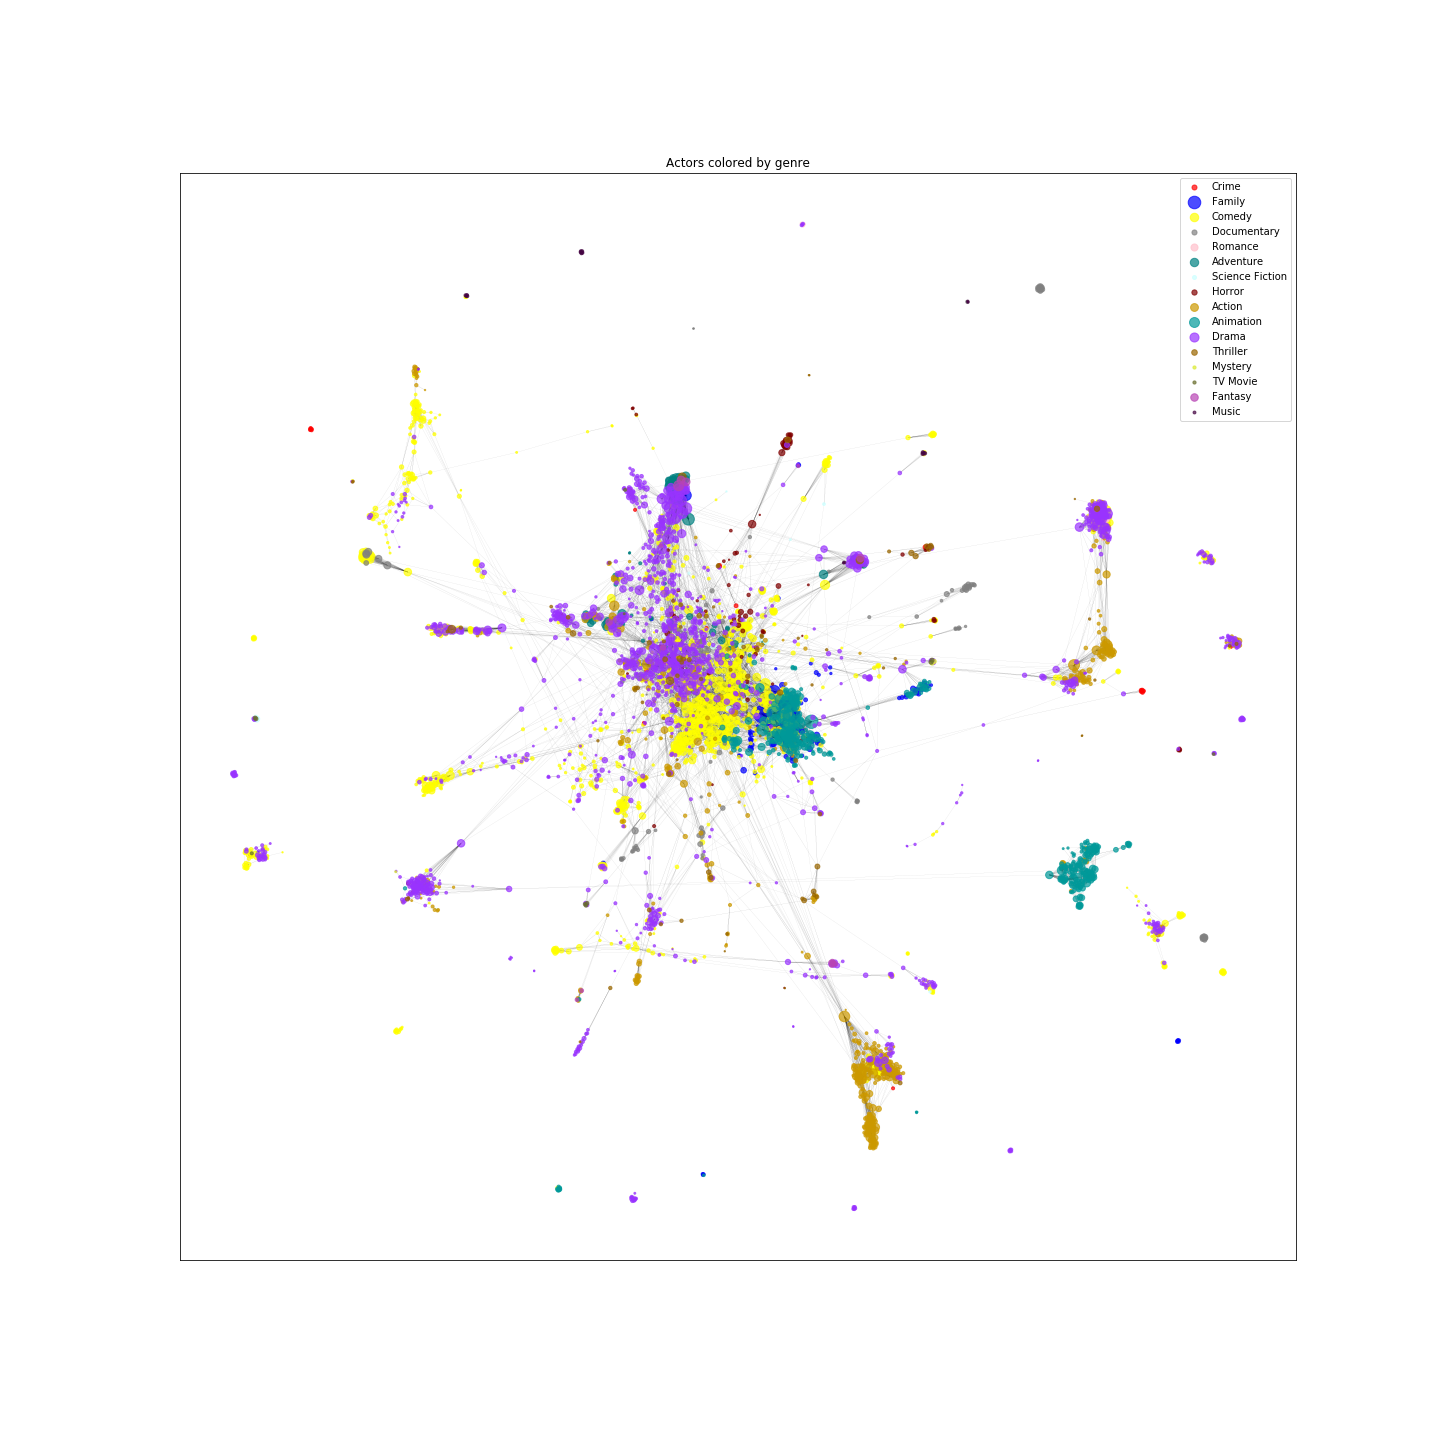 Actors colored by genre
Crime
Family
Comedy
Documentary
Romance
Adventure
Science Fiction
Horror
Action
Animation
Drama
Thriller
Mystery
TV Movie
Fantasy
Music